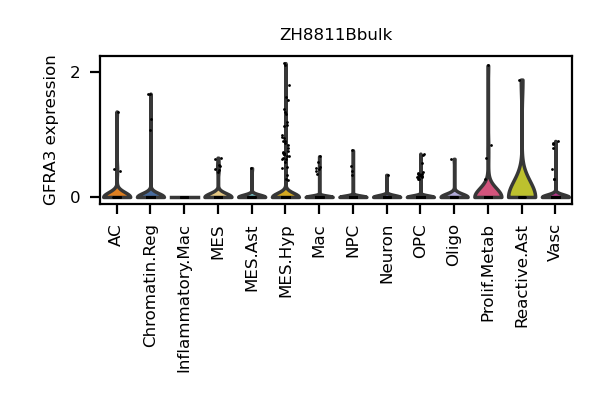 ZH8811Bbulk
GFRA3 expression
2
0
AC
Chromatin.Reg
Inflammatory.Mac
MES
MES.Ast
MES.Hyp
Mac
NPC
Neuron
OPC
Oligo
Prolif.Metab
Reactive.Ast
Vasc